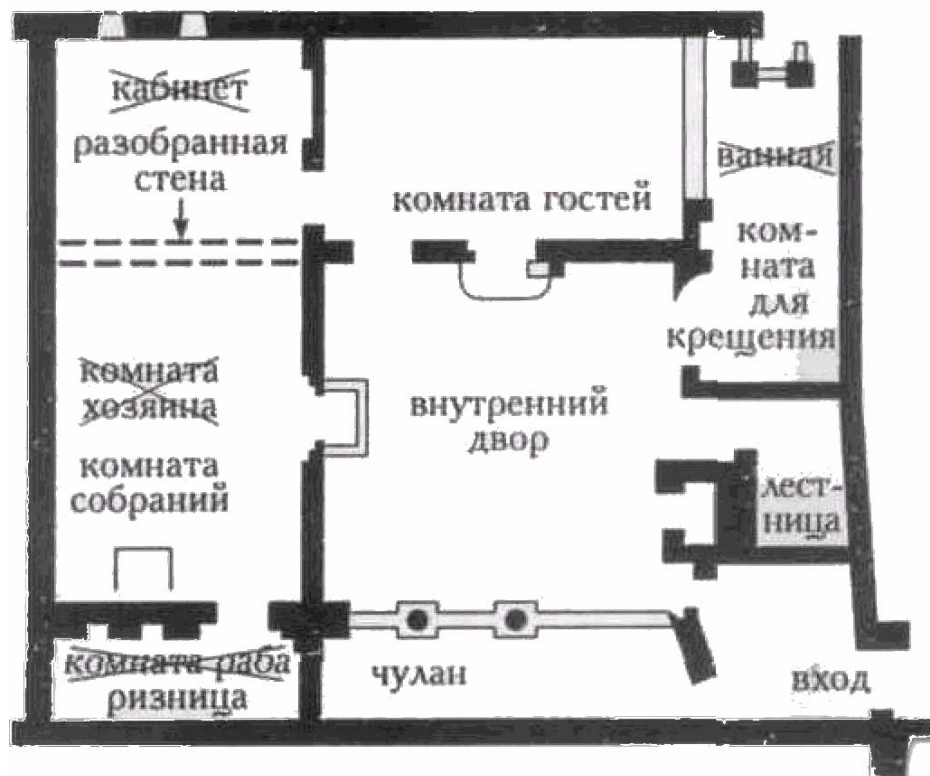 кабинет
разобранная
стена
комната гостей
ванная
ком-
ната
для
крещения
комната
хозяина
комната
собраний
внутренний
двор
лест-
ница
комната раба
ризница
чулан
вход